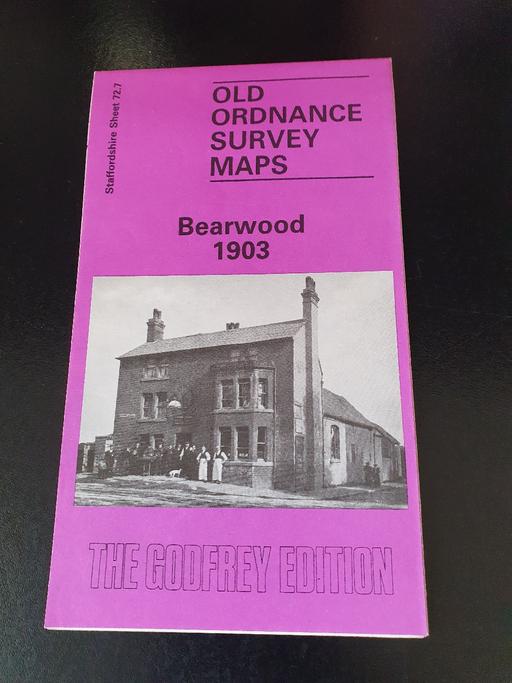 Staffordshire Sheet 72.7
OLD
ORDNANCE
SURVEY
MAPS
Bearwood
1903
THE GODFREY EDITION